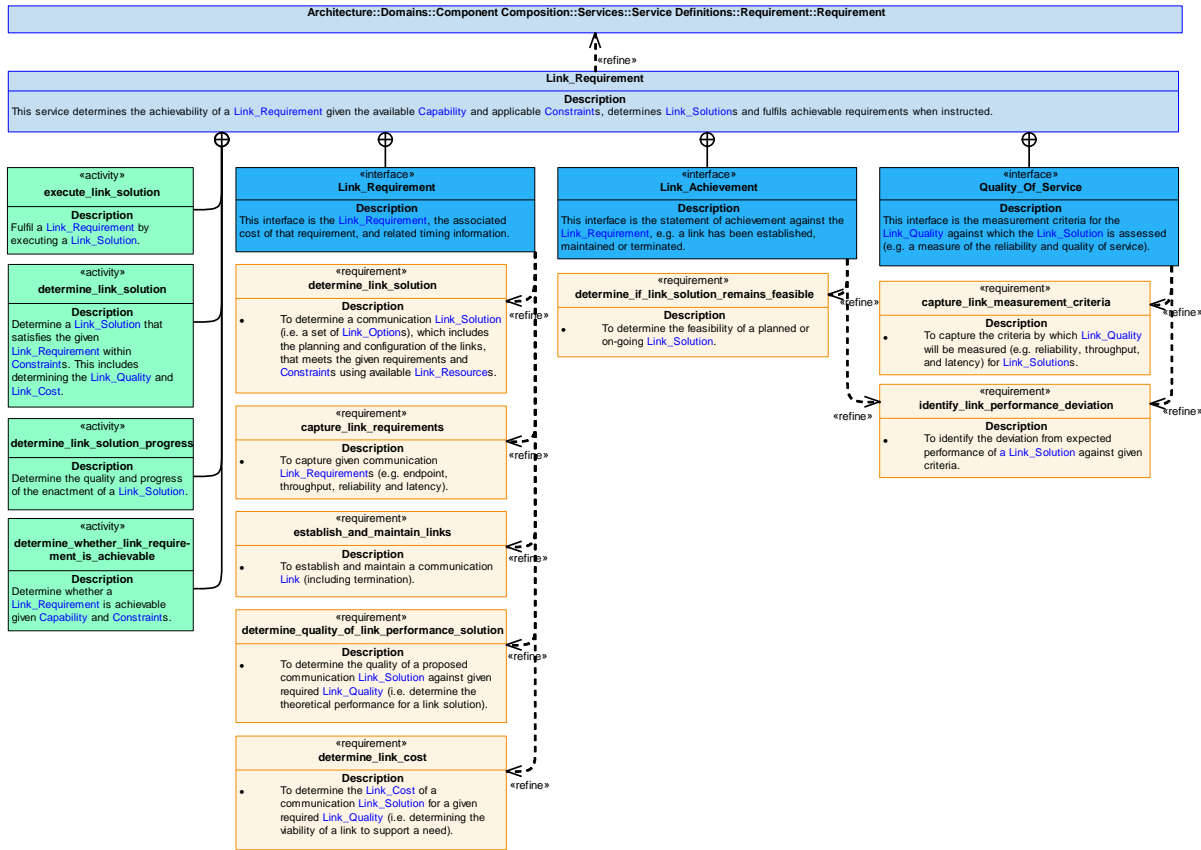 Architecture::Domains::Component Composition::Services::Service Definitions::Requirement::Requirement
«refine»
Link_Requirement
Description
This service determines the achievability of a Link_Requirement given the available Capability and applicable Constraints, determines Link_Solutions and fulfils achievable requirements when instructed.
«activity»
execute_link_solution
Description
Fulfil a Link_Requirement by
executing a Link_Solution.
«activity»
determine_link_solution
Description
Determine a Link_Solution that
satisfies the given
Link_Requirement within
Constraints. This includes
determining the Link_Quality and
Link_Cost.
«activity»
determine_link_solution_progress
Description
Determine the quality and progress
of the enactment of a Link_Solution.
«activity»
determine_whether_link_require-
ment_is_achievable
Description
Determine whether a
Link_Requirement is achievable
given Capability and Constraints.
«interface»
Link_Requirement
Description
This interface is the Link_Requirement, the associated
cost of that requirement, and related timing information.
«requirement»
determine_link_solution
Description
• To determine a communication Link_Solution
(i.e. a set of Link_Options), which includes
the planning and configuration of the links,
that meets the given requirements and
Constraints using available Link_Resources.
«refine»
«requirement»
capture_link_requirements
Description
• To capture given communication
Link_Requirements (e.g. endpoint,
throughput, reliability and latency).
«refine»
«requirement»
establish_and_maintain_links
Description
• To establish and maintain a communication
Link (including termination).
«refine»
«requirement»
determine_quality_of_link_performance_solution
Description
• To determine the quality of a proposed
communication Link_Solution against given
required Link_Quality (i.e. determine the
theoretical performance for a link solution).
«refine»
«requirement»
determine_link_cost
Description
• To determine the Link_Cost of a
communication Link_Solution for a given
required Link_Quality (i.e. determining the
viability of a link to support a need).
«refine»
«interface»
Link_Achievement
Description
This interface is the statement of achievement against the
Link_Requirement, e.g. a link has been established,
maintained or terminated.
«requirement»
determine_if_link_solution_remains_feasible
Description
• To determine the feasibility of a planned or
on-going Link_Solution.
«refine»
«refine»
«interface»
Quality_Of_Service
Description
This interface is the measurement criteria for the
Link_Quality against which the Link_Solution is assessed
(e.g. a measure of the reliability and quality of service).
«requirement»
capture_link_measurement_criteria
Description
• To capture the criteria by which Link_Quality
will be measured (e.g. reliability, throughput,
and latency) for Link_Solutions.
«refine»
«requirement»
identify_link_performance_deviation
Description
• To identify the deviation from expected
performance of a Link_Solution against given
criteria.
«refine»